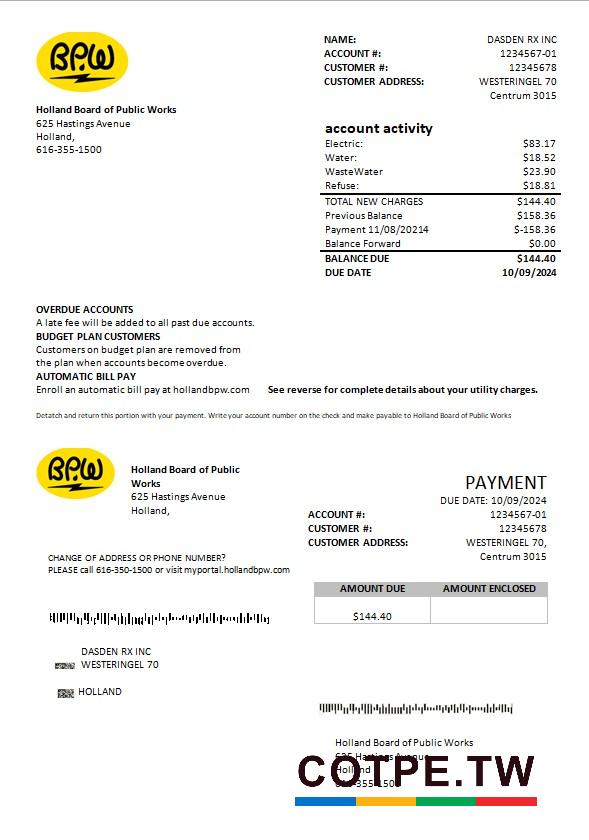 BPW
NAME: DASDEN RX INC
ACCOUNT #: 1234567-01
CUSTOMER #: 12345678
CUSTOMER ADDRESS: WESTERINGEL 70
Centrum 3015
Holland Board of Public Works
625 Hastings Avenue
Holland,
616-355-1500
account activity
Electric: $83.17
Water: $18.52
WasteWater $23.90
Refuse: $18.81
TOTAL NEW CHARGES $144.40
Previous Balance $158.36
Payment 11/08/20214 $-158.36
Balance Forward $0.00
BALANCE DUE $144.40
DUE DATE 10/09/2024
OVERDUE ACCOUNTS
A late fee will be added to all past due accounts.
BUDGET PLAN CUSTOMERS
Customers on budget plan are removed from
the plan when accounts become overdue.
AUTOMATIC BILL PAY
Enroll an automatic bill pay at hollandbpw.com See reverse for complete details about your utility charges.
Detatch and return this portion with your payment. Write your account number on the check and make payable to Holland Board of Public Works
BPW
Holland Board of Public
Works
625 Hastings Avenue
Holland,
PAYMENT
DUE DATE: 10/09/2024
ACCOUNT #: 1234567-01
CUSTOMER #: 12345678
CUSTOMER ADDRESS: WESTERINGEL 70,
Centrum 3015
CHANGE OF ADDRESS OR PHONE NUMBER?
PLEASE call 616-350-1500 or visit myportal.hollandbpw.com
AMOUNT DUE AMOUNT ENCLOSED
$144.40
DASDEN RX INC
WESTERINGEL 70
HOLLAND
Holland Board of Public Works
625 Hastings Avenue
Holland
616-355-1500
COTPE.TW